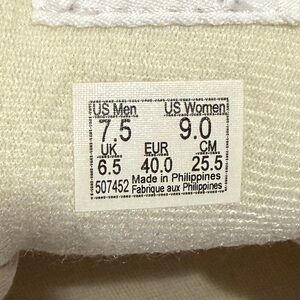 US Men US Women
7.5 9.0
UK EUR CM
6.5 40.0 25.5
507452 Made in Philippines
Fabrique aux Philippines